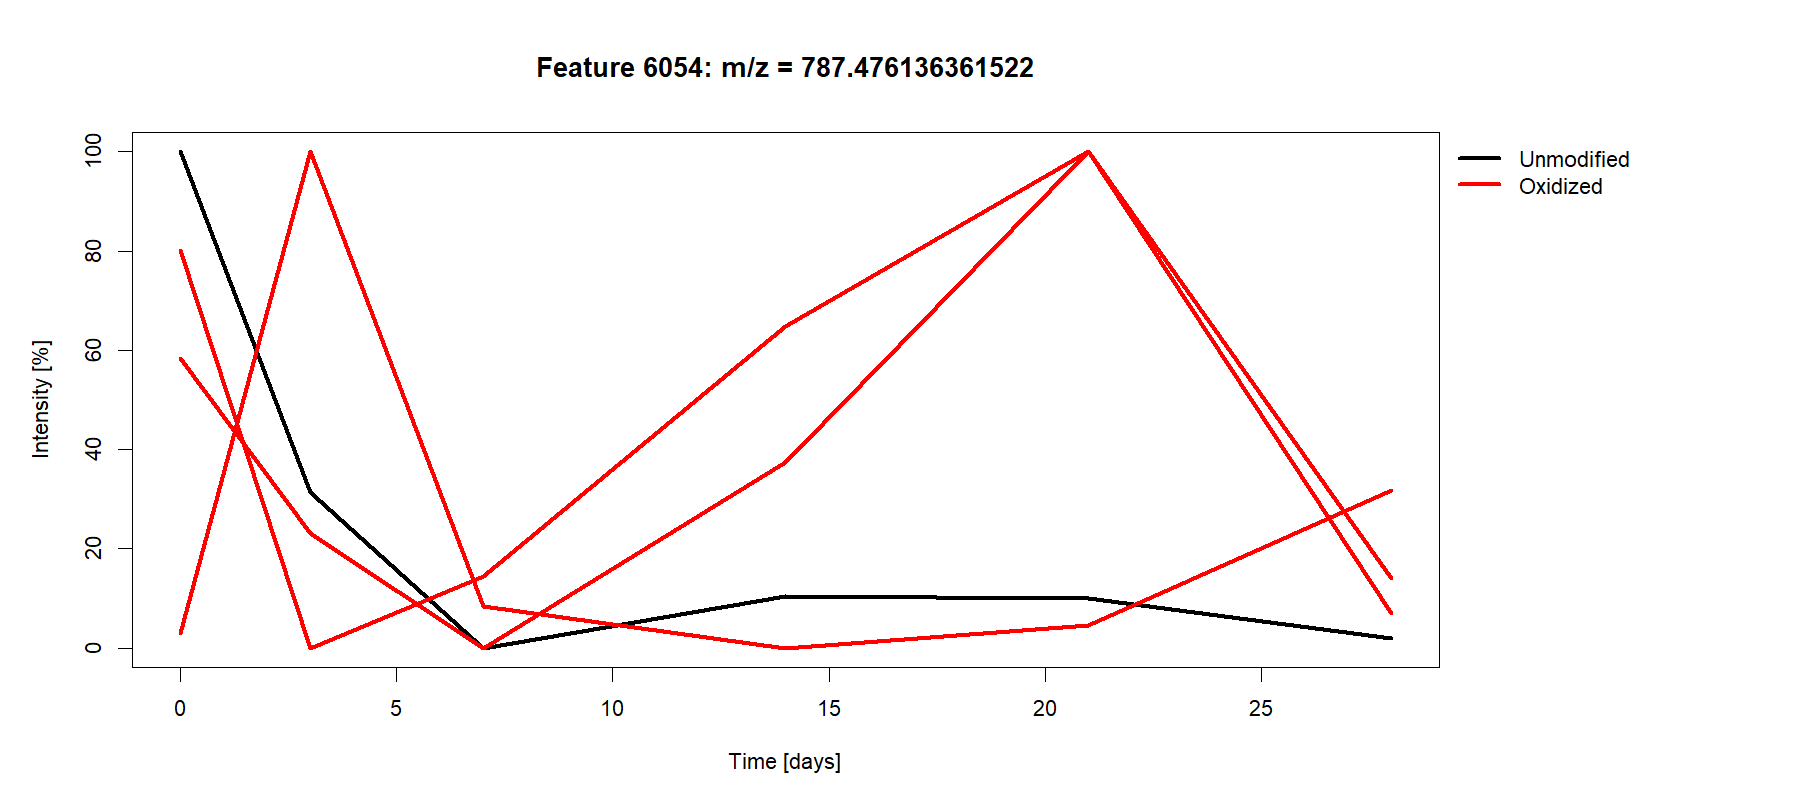 Feature 6054: m/z = 787.476136361522
Unmodified
Oxidized
Intensity [%]
100
80
60
40
20
0
0 5 10 15 20 25
Time [days]